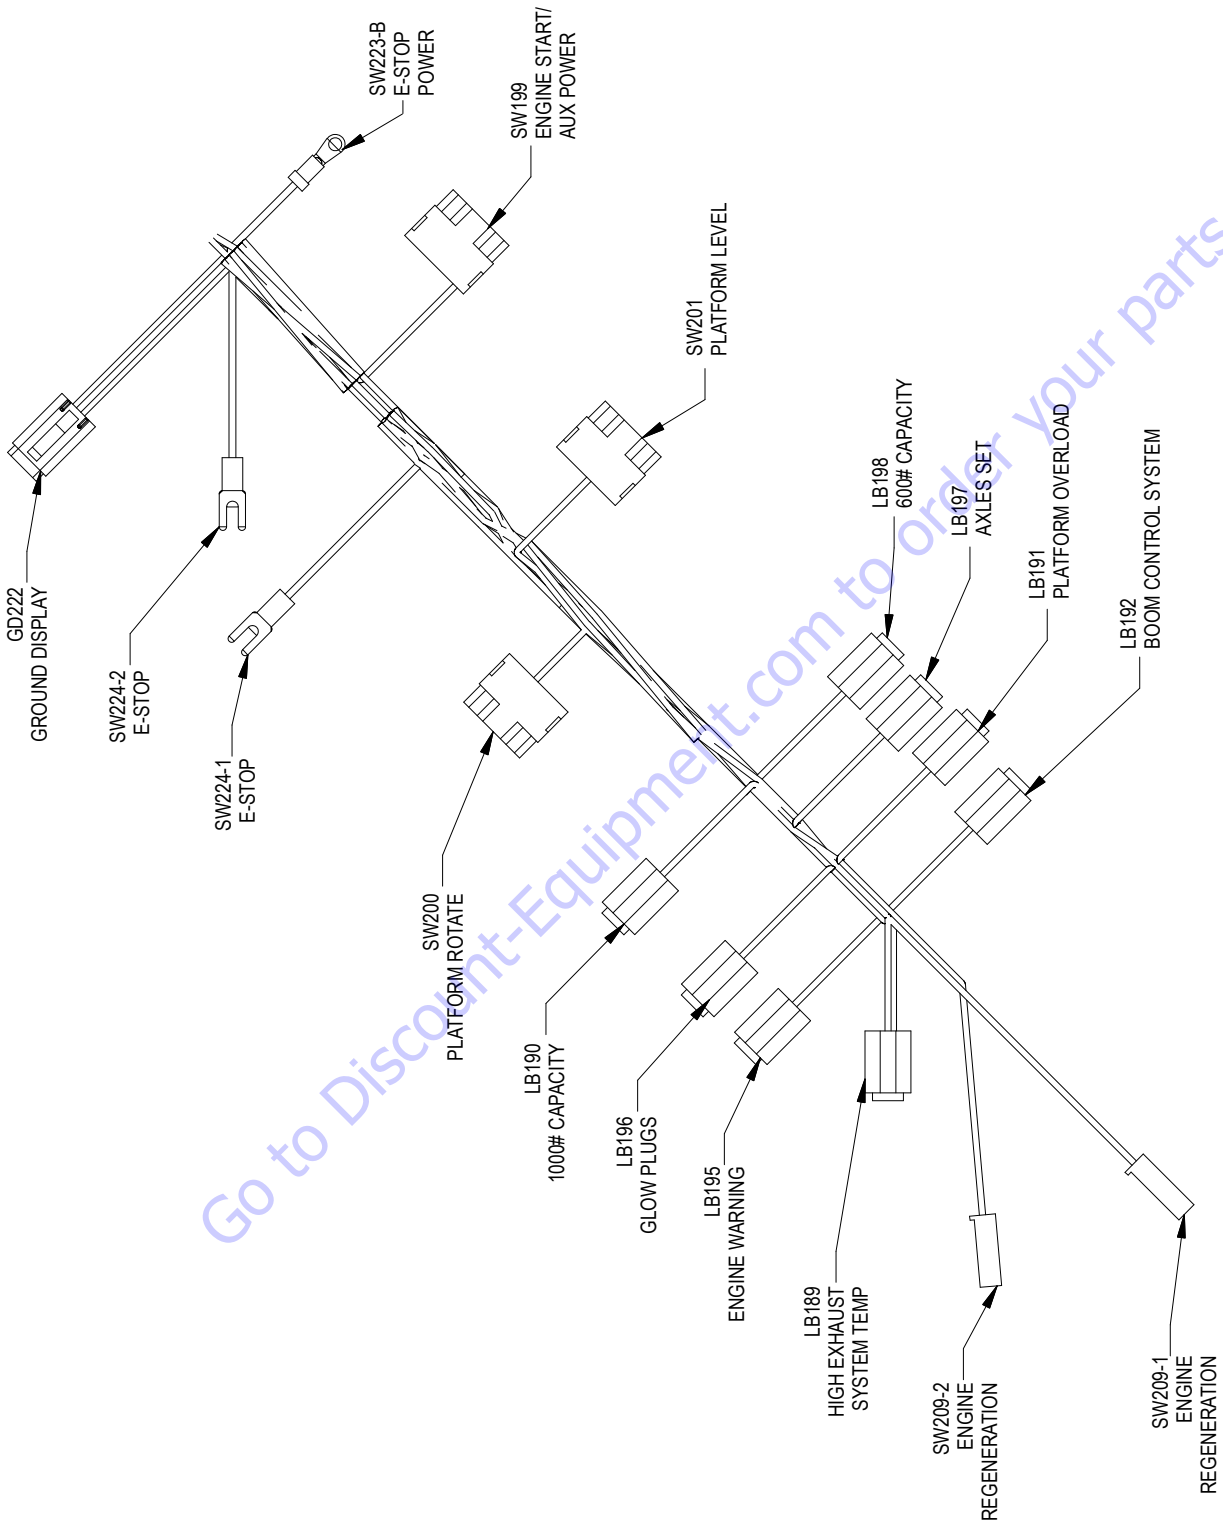 SW223-B
E-STOP
POWER
SW199
ENGINE START/
AUX POWER
SW201
PLATFORM LEVEL
LB198
600# CAPACITY
LB197
AXLES SET
LB191
PLATFORM OVERLOAD
LB192
BOOM CONTROL SYSTEM
GD222
GROUND DISPLAY
SW224-2
E-STOP
SW224-1
E-STOP
SW200
PLATFORM ROTATE
LB190
1000# CAPACITY
LB196
GLOW PLUGS
LB195
ENGINE WARNING
LB189
HIGH EXHAUST
SYSTEM TEMP
SW209-2
ENGINE
REGENERATION
SW209-1
ENGINE
REGENERATION
Go to Discount-Equipment.com to order your parts